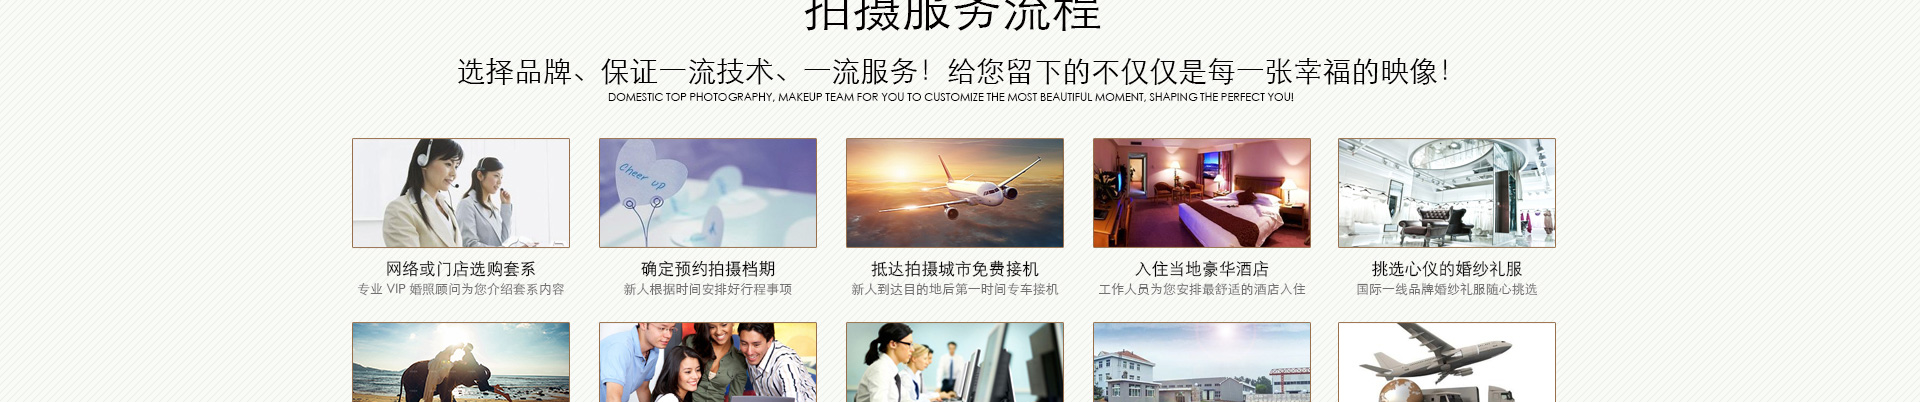 拍摄服务流程
选择品牌、保证一流技术、一流服务！给您留下的不仅仅是每一张幸福的映像！
DOMESTIC TOP PHOTOGRAPHY, MAKEUP TEAM FOR YOU TO CUSTOMIZE THE MOST BEAUTIFUL MOMENT, SHAPING THE PERFECT YOU!
Cheer up
网络或门店选购套系
专业 VIP 婚照顾问为您介绍套系内容
确定预约拍摄档期
新人根据时间安排好行程事项
抵达拍摄城市免费接机
新人到达目的地后第一时间专车接机
入住当地豪华酒店
工作人员为您安排最舒适的酒店入住
挑选心仪的婚纱礼服
国际一线品牌婚纱礼服随心挑选